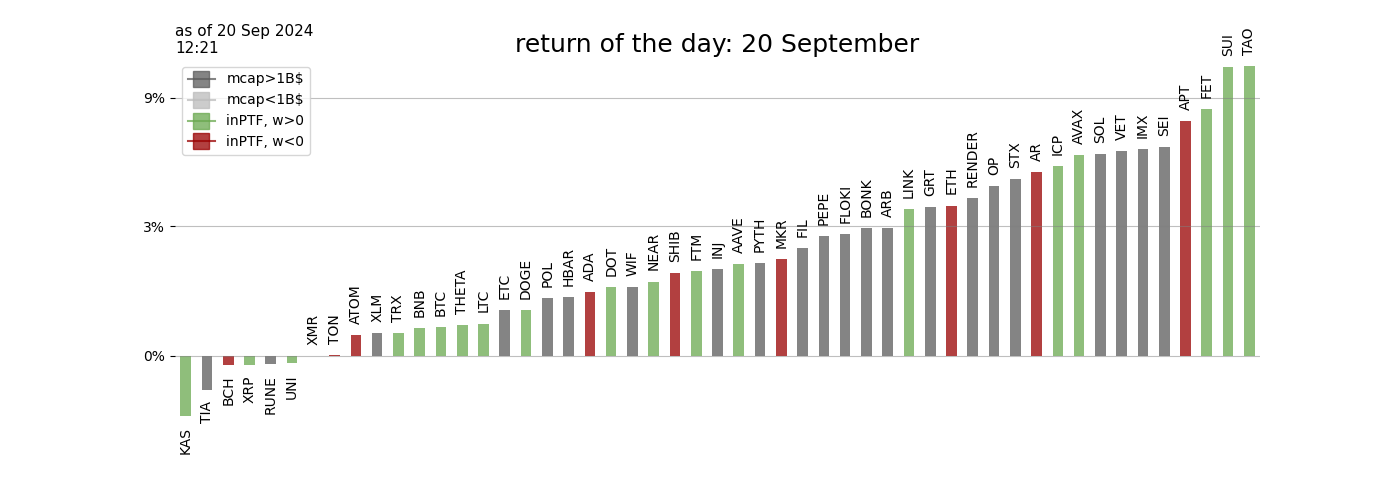 as of 20 Sep 2024
12:21
return of the day: 20 September
mcap>1B$
mcap<1B$
inPTF, w>0
inPTF, w<0
9%
3%
0%
KAS
TIA
BCH
XRP
RUNE
UNI
XMR
TON
ATOM
XLM
TRX
BNB
BTC
THETA
LTC
ETC
DOGE
POL
HBAR
ADA
DOT
WIF
NEAR
SHIB
FTM
INJ
AAVE
PYTH
MKR
FIL
PEPE
FLOKI
BONK
ARB
LINK
GRT
ETH
RENDER
OP
STX
AR
ICP
AVAX
SOL
VET
IMX
SEI
APT
FET
SUI
TAO